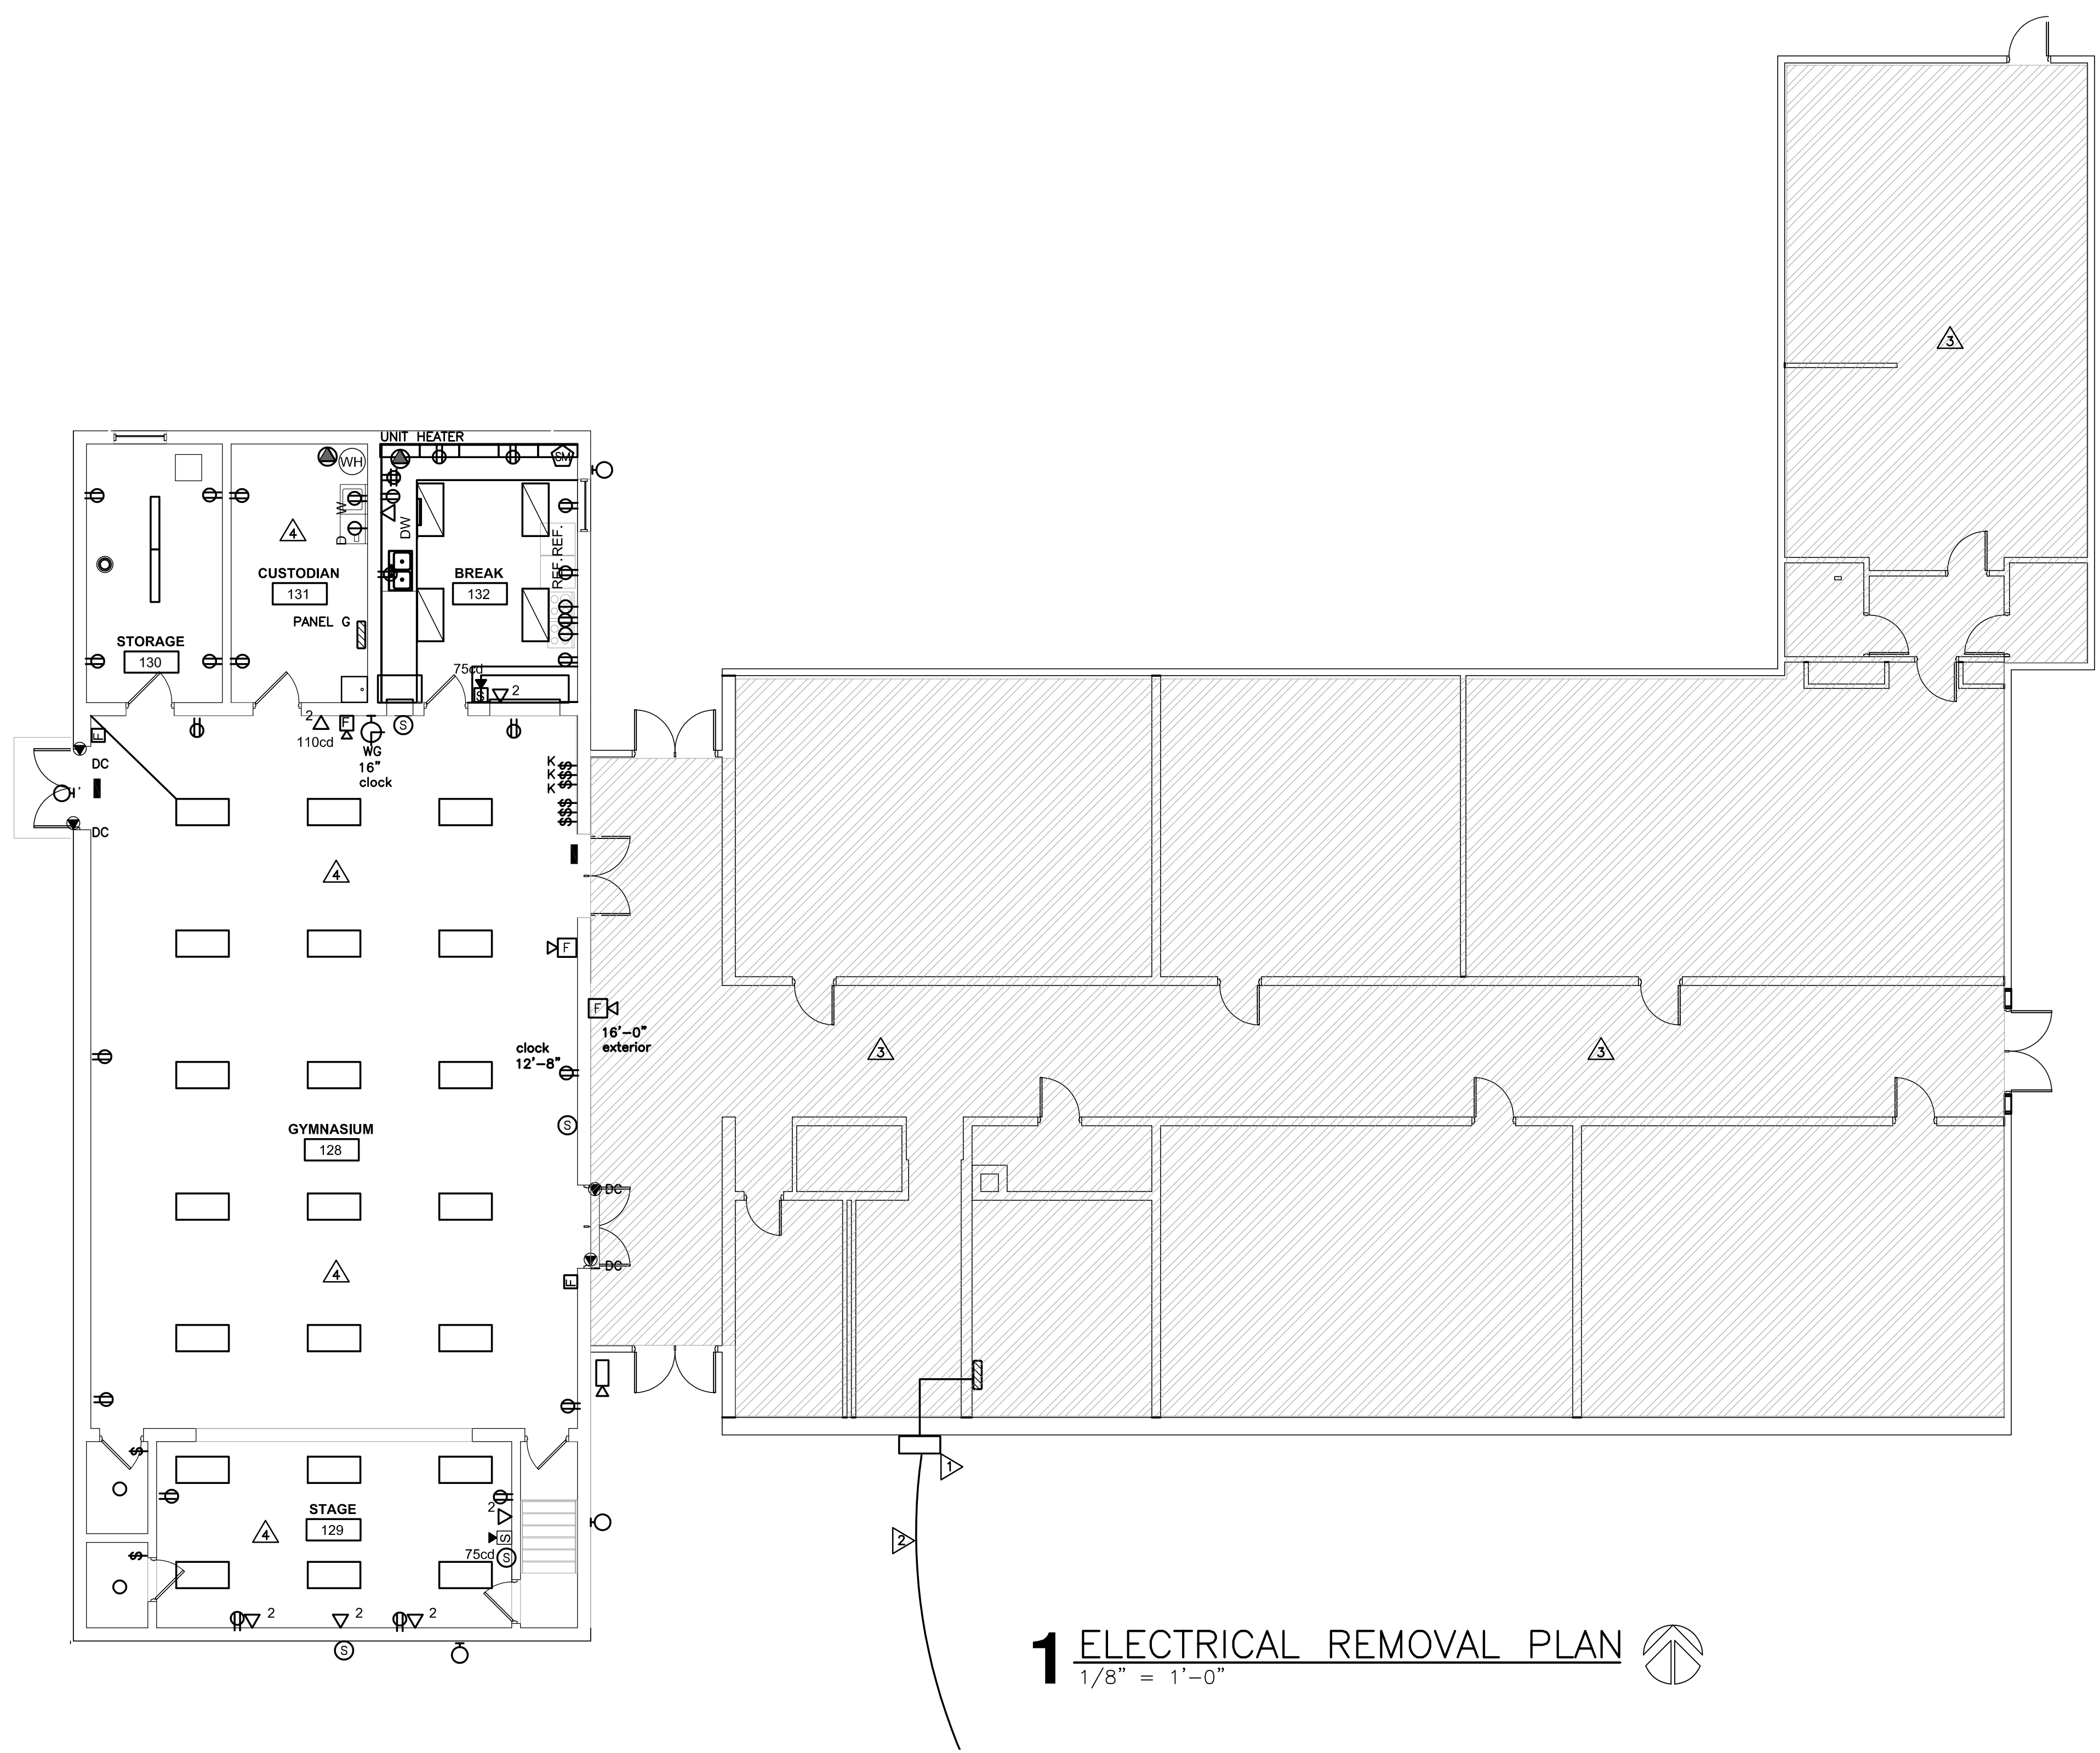 3
UNIT HEATER
SM
WH
W
D
DW
REF.
REF.
4
CUSTODIAN
131
BREAK
132
PANEL G
STORAGE
130
75cd
S
2
2
110cd
F
S
F
WG
16"
clock
DC
DC
K $
K $
K $
$
$
$
4
F
F
16'-0"
exterior
clock
12'-8"
3
3
S
GYMNASIUM
128
DC
4
DC
F
$
1
STAGE
129
2
4
S
75cd
S
2
$
2
2
2
S
1 ELECTRICAL REMOVAL PLAN
1/8" = 1'-0"